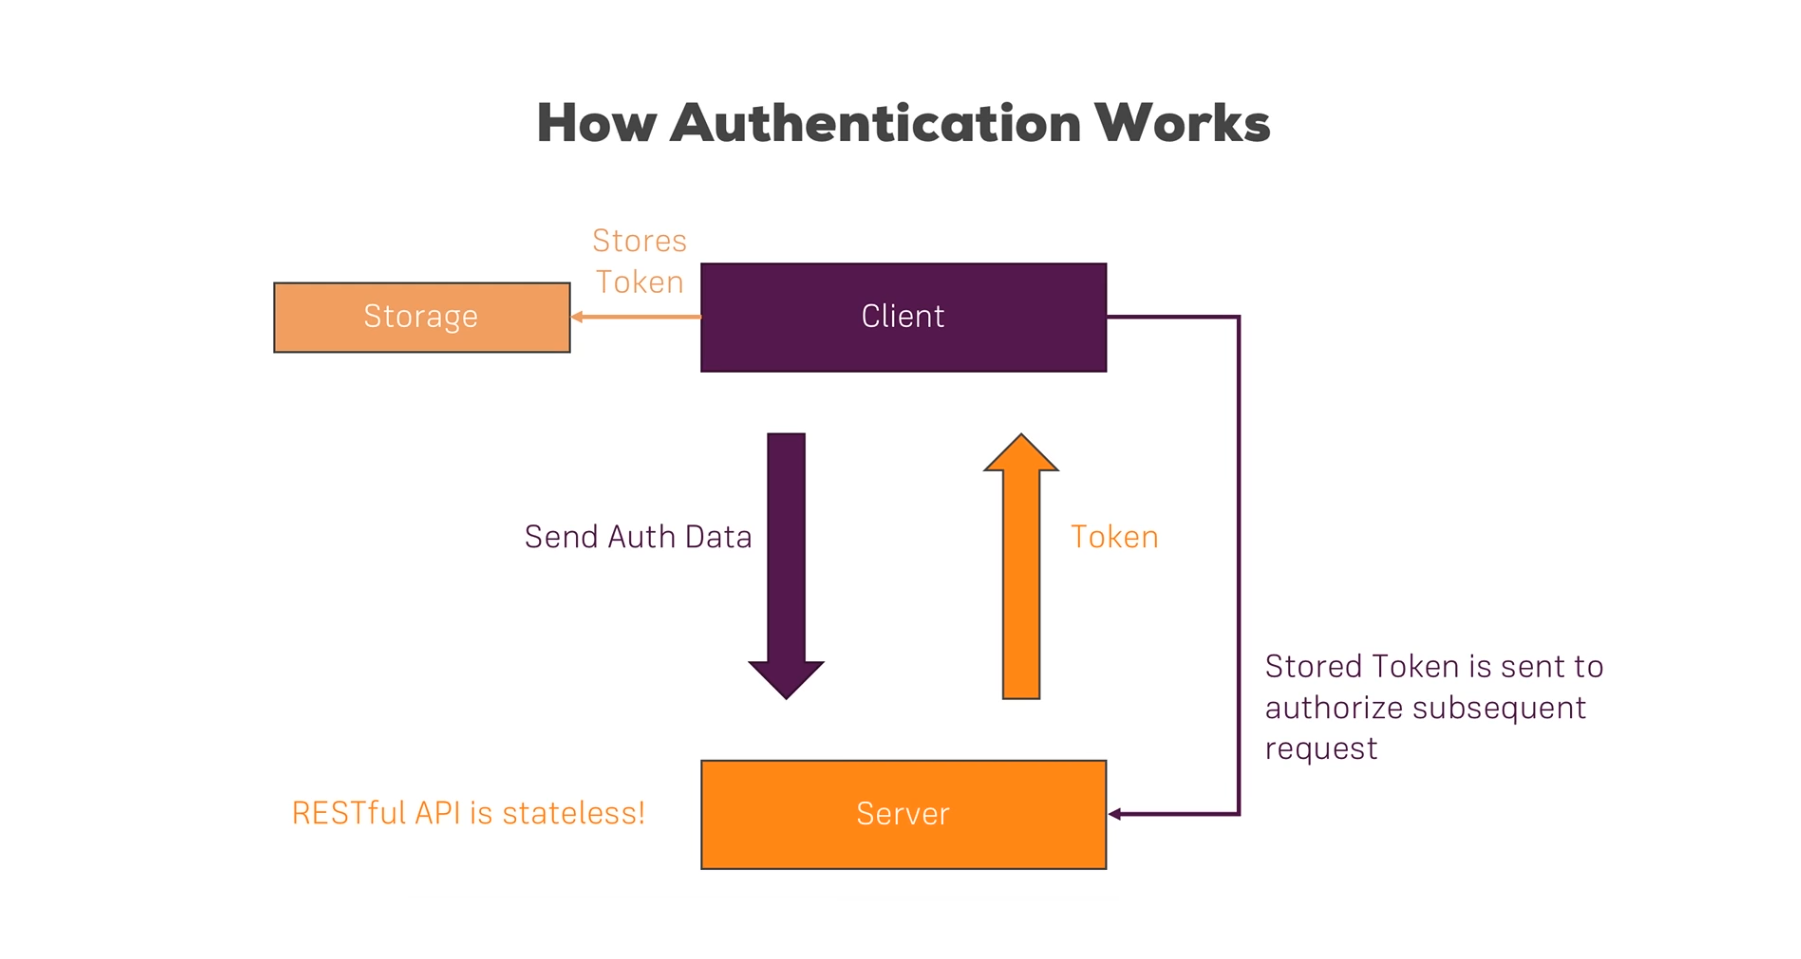 How Authentication Works
Stores
Token
Storage
Client
Send Auth Data
Token
Stored Token is sent to
authorize subsequent
request
RESTful API is stateless!
Server